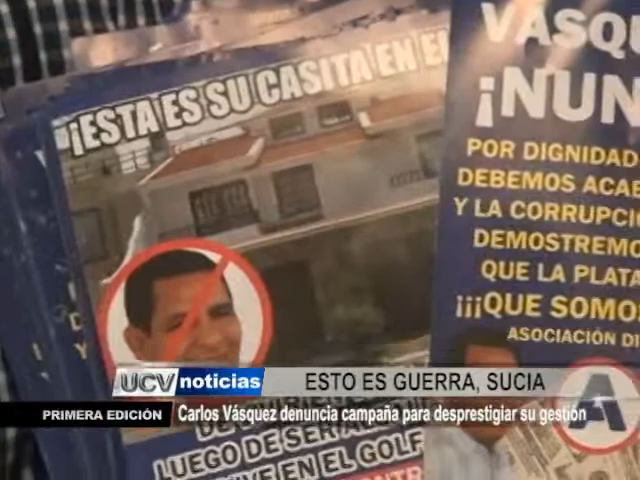 ¡ESTA ES SU CASITA EN
VÁSQU
¡NUN
POR DIGNIDAD
DEBEMOS ACAB
Y LA CORRUPCI
DEMOSTREMO
QUE LA PLATA
¡¡¡QUE SOMO
ASOCIACIÓN DI
A
UCV noticias
ESTO ES GUERRA, SUCIA
PRIMERA EDICIÓN
Carlos Vásquez denuncia campaña para desprestigiar su gestión
LUEGO DE SER
EN EL GOLF